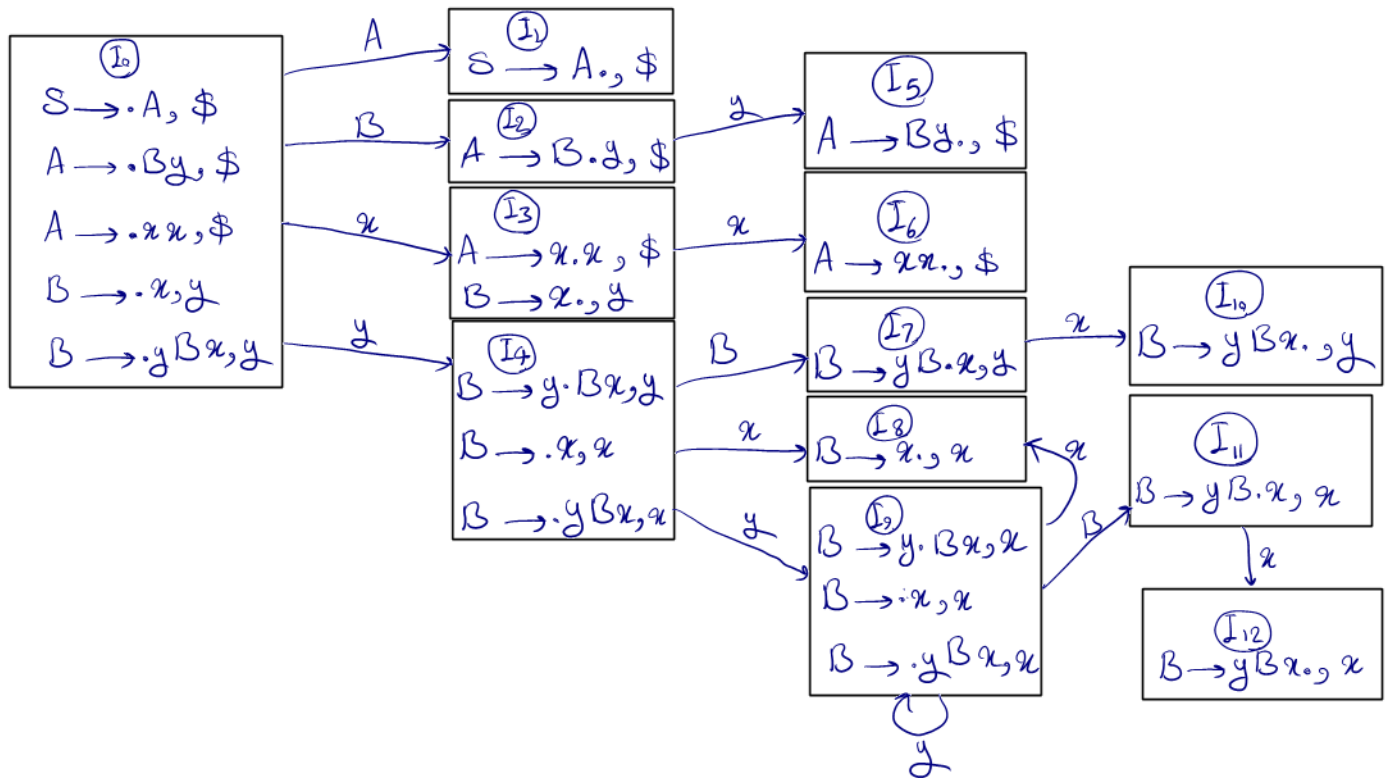 I₀
S → .A, $
A → .By, $
A → .xx, $
B → .x, y
B → .yBx, y
A
B
x
y
I₁
S → A., $
I₂
A → B.y, $
I₃
A → x.x, $
B → x., y
I₄
B → y.Bx, y
B → .x, x
B → .yBx, x
y
x
B
x
y
I₅
A → By., $
I₆
A → xx., $
I₇
B → yB.x, y
I₈
B → x., x
I₉
B → y.Bx, x
B → .x, x
B → .yBx, x
y
x
x
B
I₁₀
B → yBx., y
I₁₁
B → yB.x, x
x
I₁₂
B → yBx., x